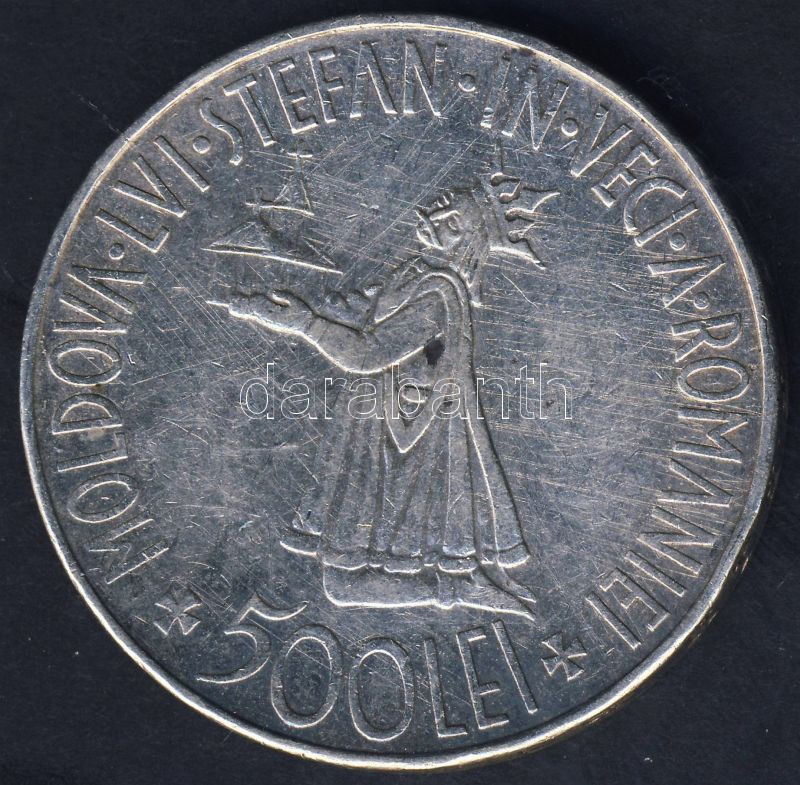 MOLDOVA · LVI · STEFAN · IN · VECI · A · ROMANIEI
500 LEI
darabanth